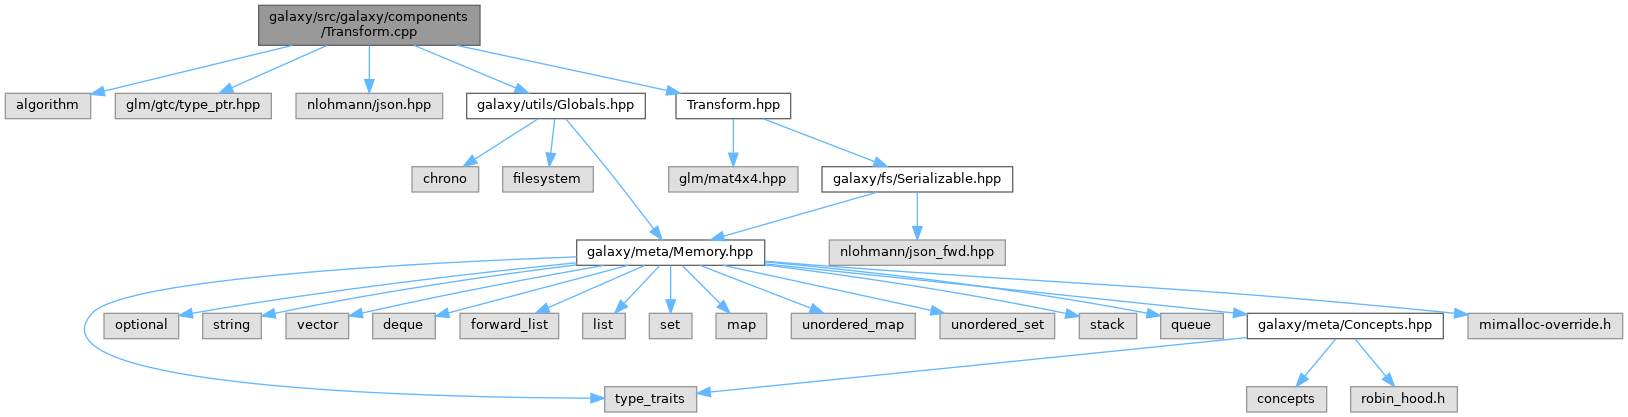 galaxy/src/galaxy/components
/Transform.cpp
algorithm
glm/gtc/type_ptr.hpp
nlohmann/json.hpp
galaxy/utils/Globals.hpp
Transform.hpp
chrono
filesystem
glm/mat4x4.hpp
galaxy/fs/Serializable.hpp
galaxy/meta/Memory.hpp
nlohmann/json_fwd.hpp
optional
string
vector
deque
forward_list
list
set
map
unordered_map
unordered_set
stack
queue
galaxy/meta/Concepts.hpp
mimalloc-override.h
type_traits
concepts
robin_hood.h